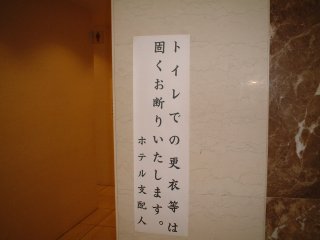 トイレでの更衣等は
固くお断りいたします。
ホテル支配人